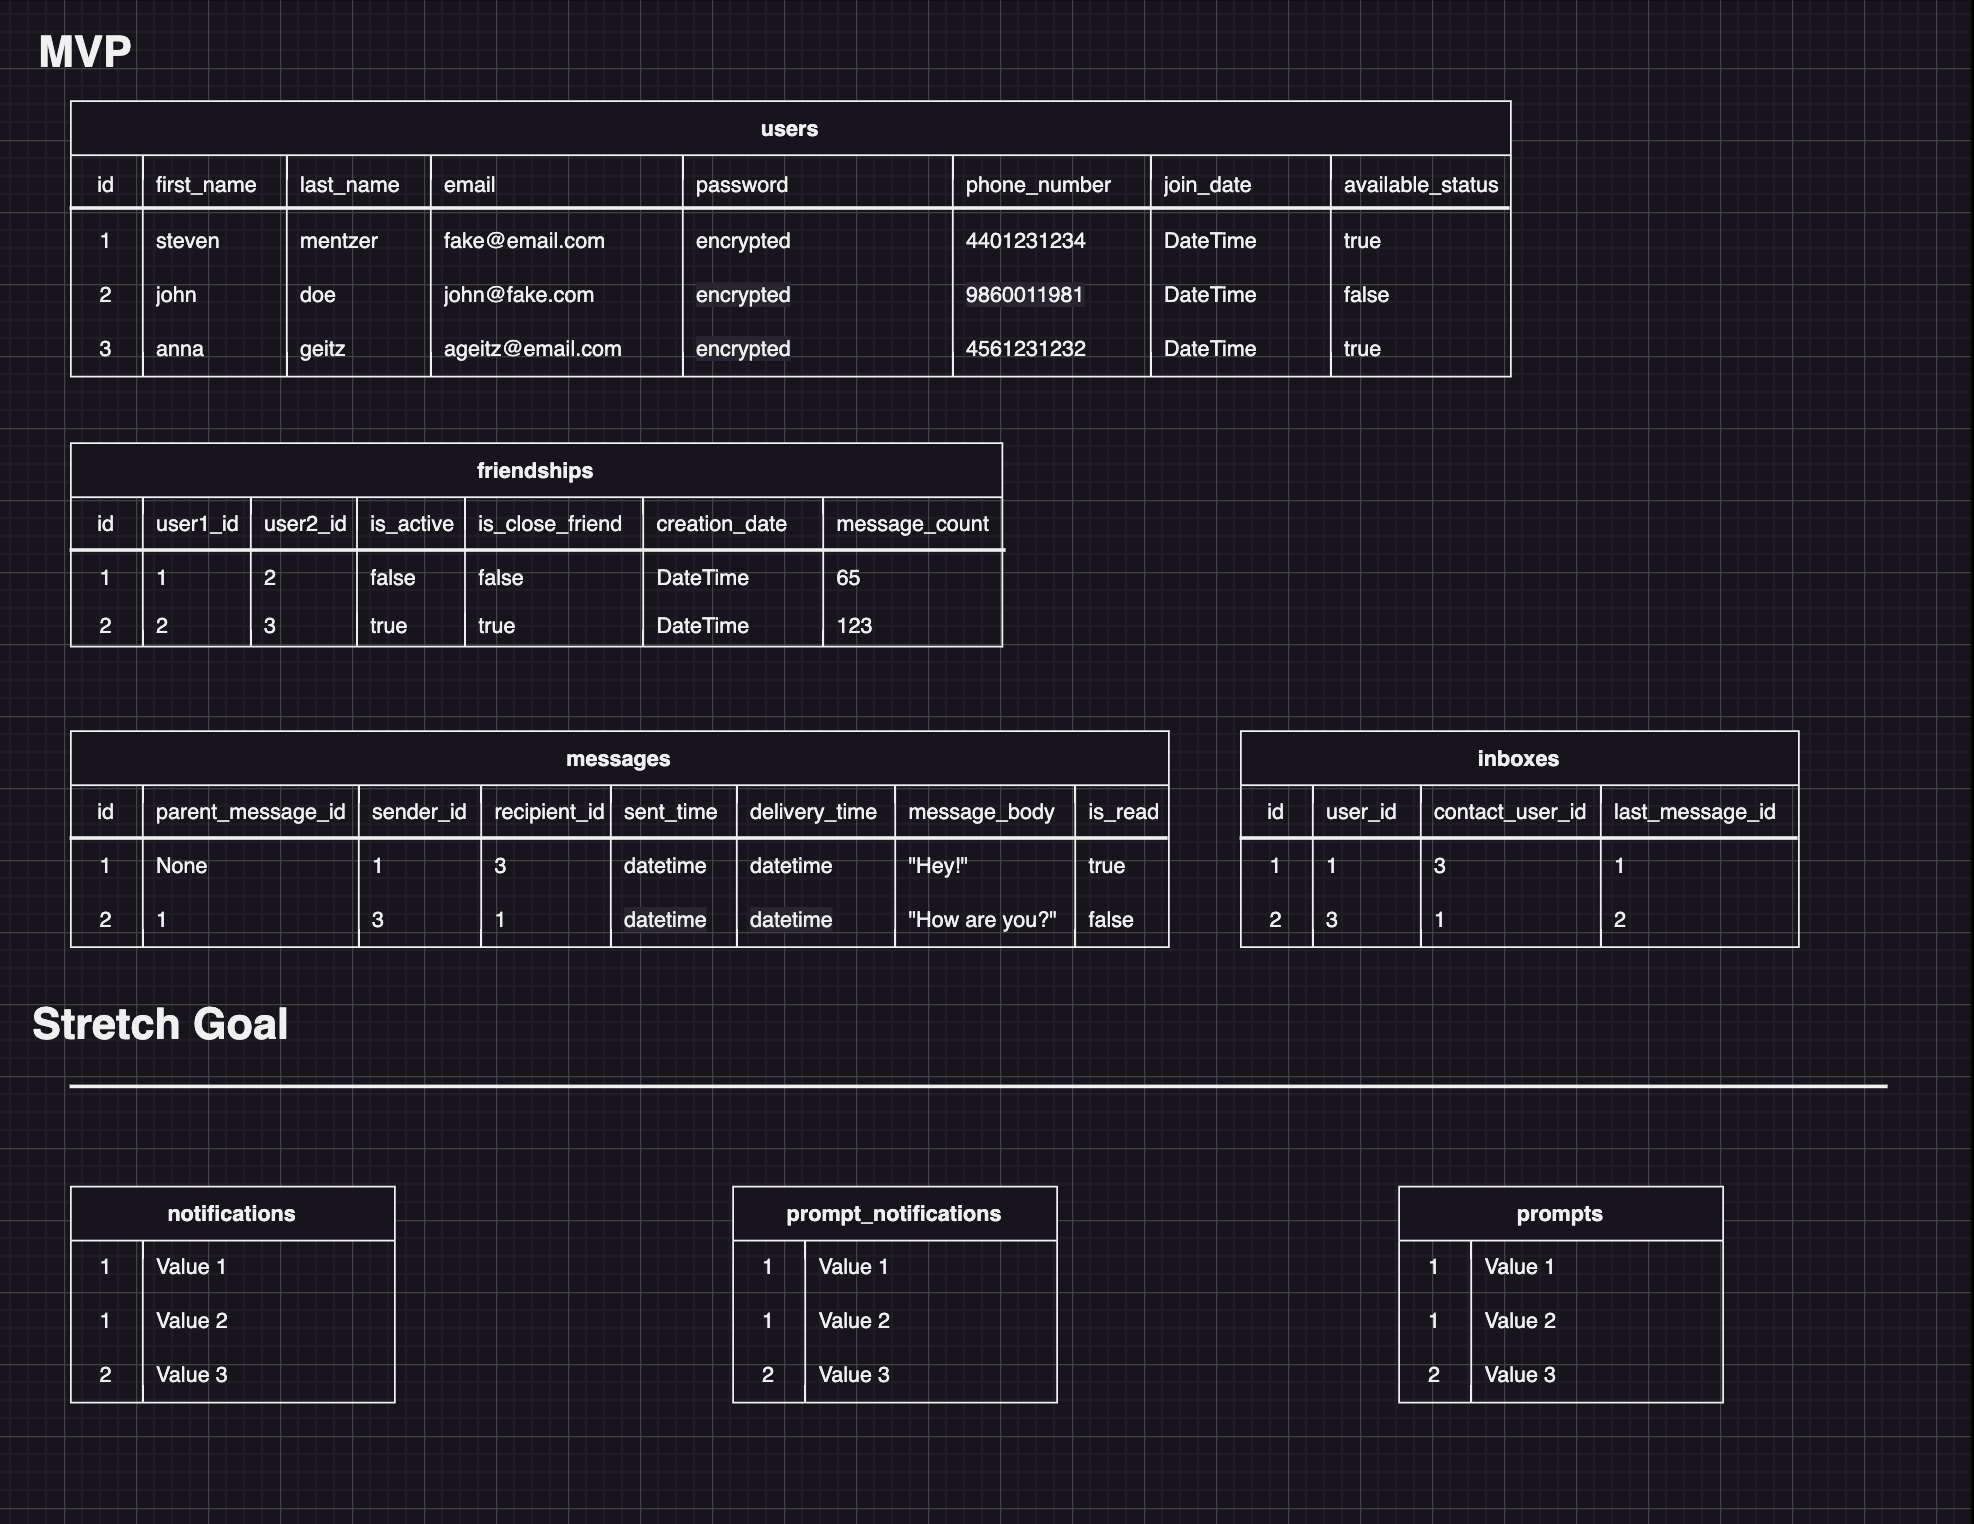 MVP
users
id first_name last_name email password phone_number join_date available_status
1 steven mentzer fake@email.com encrypted 4401231234 DateTime true
2 john doe john@fake.com encrypted 9860011981 DateTime false
3 anna geitz ageitz@email.com encrypted 4561231232 DateTime true
friendships
id user1_id user2_id is_active is_close_friend creation_date message_count
1 1 2 false false DateTime 65
2 2 3 true true DateTime 123
messages
id parent_message_id sender_id recipient_id sent_time delivery_time message_body is_read
1 None 1 3 datetime datetime "Hey!" true
2 1 3 1 datetime datetime "How are you?" false
inboxes
id user_id contact_user_id last_message_id
1 1 3 1
2 3 1 2
Stretch Goal
notifications
1 Value 1
1 Value 2
2 Value 3
prompt_notifications
1 Value 1
1 Value 2
2 Value 3
prompts
1 Value 1
1 Value 2
2 Value 3